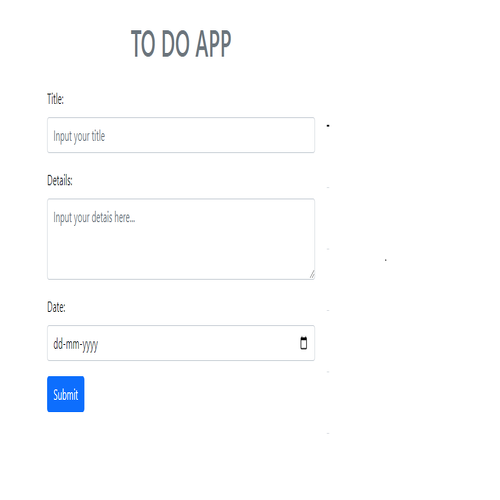 TO DO APP
Title:
Input your title
Details:
Input your detais here...
Date:
dd-mm-yyyy
Submit